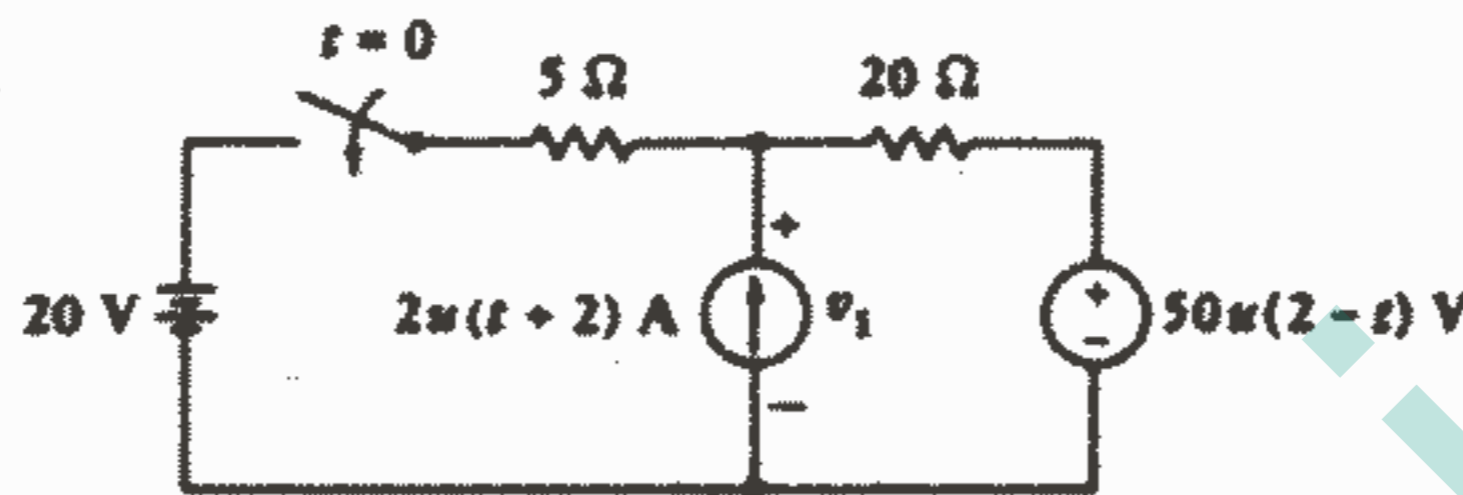 t = 0
5 Ω
20 Ω
+
20 V
2u(t + 2) A
v₁
+
−
50u(2 − t) V
−